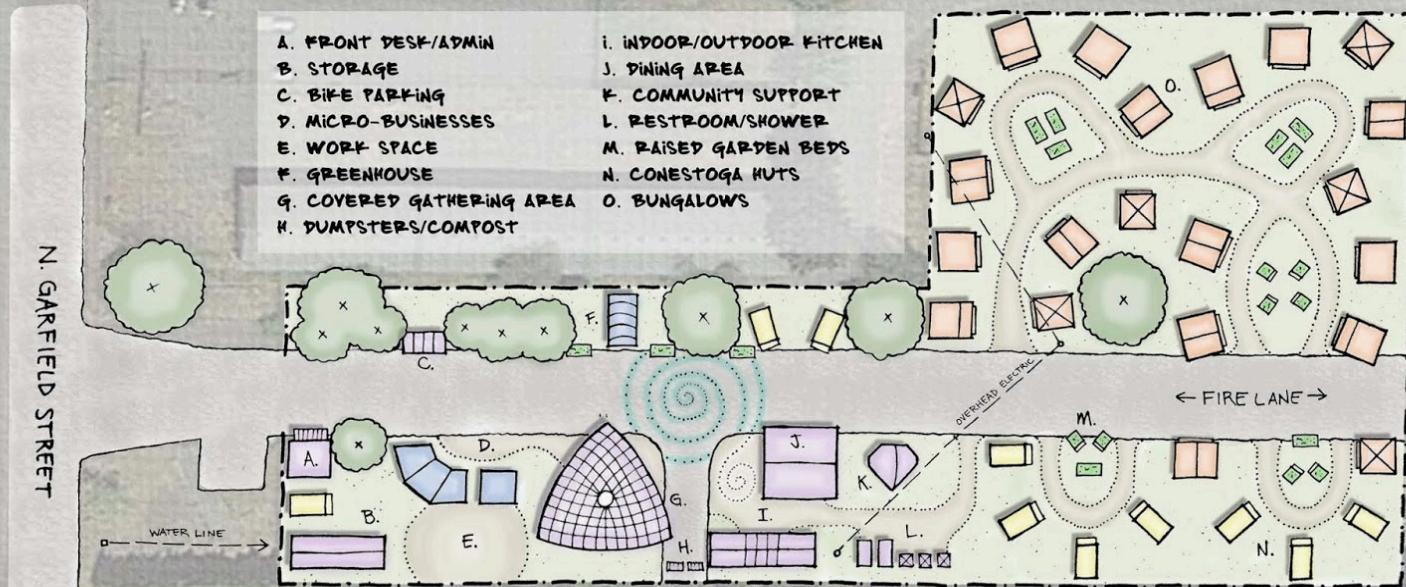 A. FRONT DESK/ADMIN
B. STORAGE
C. BIKE PARKING
D. MICRO-BUSINESSES
E. WORK SPACE
F. GREENHOUSE
G. COVERED GATHERING AREA
H. DUMPSTERS/COMPOST
i. INDOOR/OUTDOOR KITCHEN
J. DINING AREA
K. COMMUNITY SUPPORT
L. RESTROOM/SHOWER
M. RAISED GARDEN BEDS
N. CONESTOGA HUTS
O. BUNGALOWS
O.
N. GARFIELD STREET
F.
C.
OVERHEAD ELECTRIC
← FIRE LANE →
M.
A.
D.
J.
K.
B.
G.
I.
E.
L.
H.
N.
WATER LINE